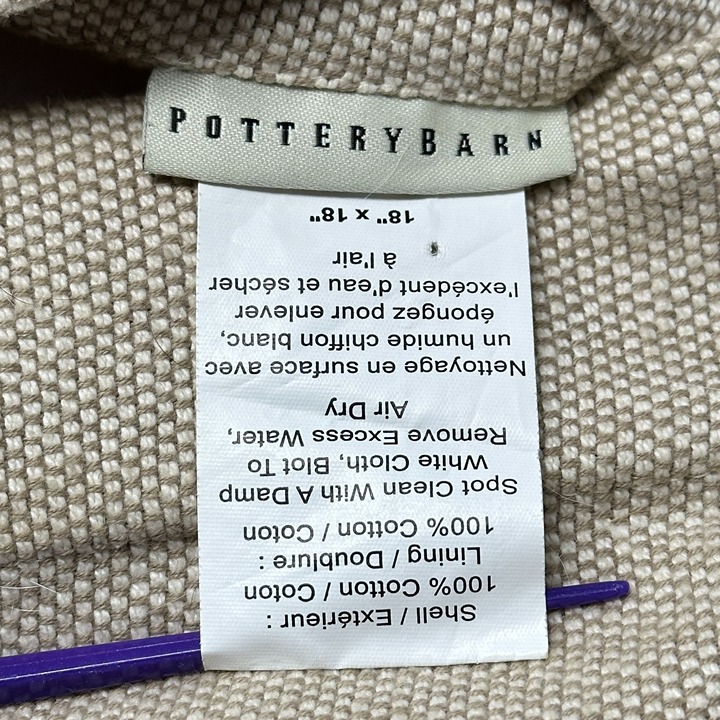 POTTERYBARN
Shell / Extérieur :
100% Cotton / Coton
Lining / Doublure :
100% Cotton / Coton
Spot Clean With A Damp
White Cloth, Blot To
Remove Excess Water,
Air Dry
Nettoyage en surface avec
un humide chiffon blanc,
épongez pour enlever
l'excédent d'eau et sécher
à l'air
18" x 18"